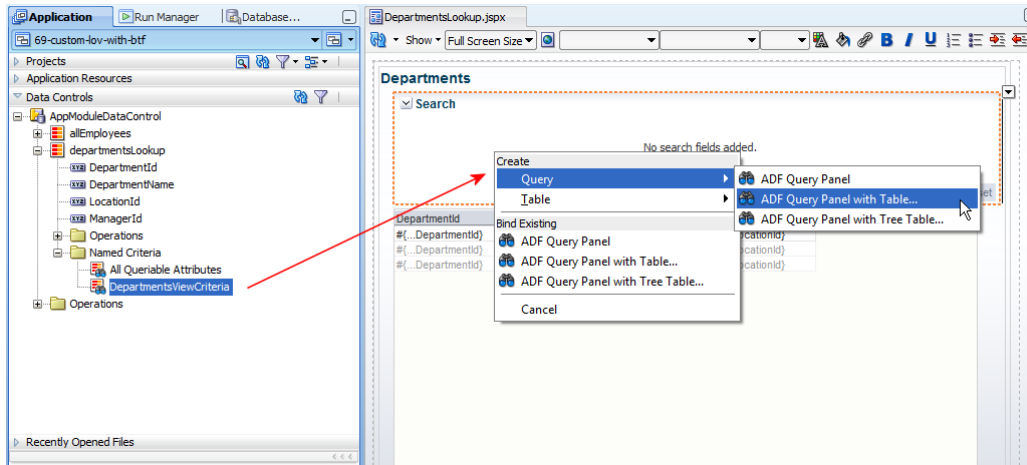 Application
Run Manager
Database...
69-custom-lov-with-btf
Projects
Application Resources
Data Controls
AppModuleDataControl
allEmployees
departmentsLookup
DepartmentId
DepartmentName
LocationId
ManagerId
Operations
Named Criteria
All Queriable Attributes
DepartmentsViewCriteria
Operations
Recently Opened Files
DepartmentsLookup.jspx
Show Full Screen Size B I U
Departments
Search
No search fields added.
Create
Query
Table
Bind Existing
ADF Query Panel
ADF Query Panel with Table...
ADF Query Panel with Tree Table...
Cancel
ADF Query Panel
ADF Query Panel with Table...
ADF Query Panel with Tree Table...
set
DepartmentId
#{...DepartmentId} ocationId}
#{...DepartmentId} ocationId}
#{...DepartmentId} ocationId}